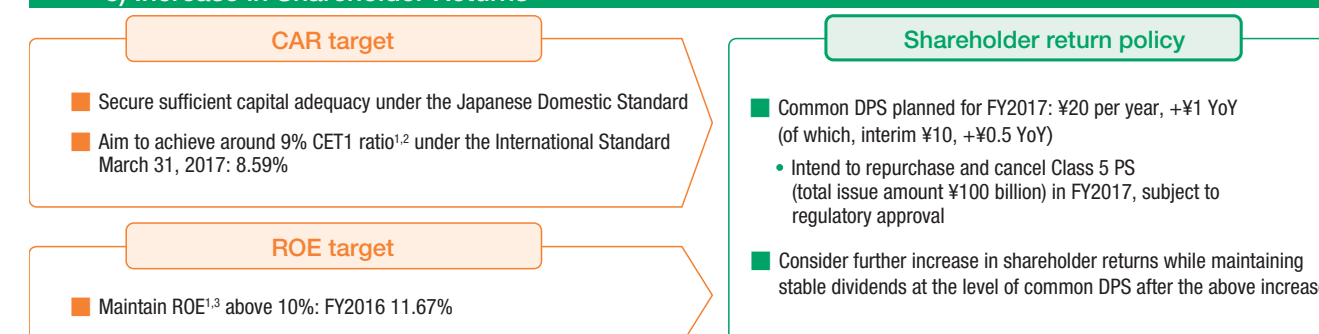 Increase in Shareholder Returns
CAR target
■ Secure sufficient capital adequacy under the Japanese Domestic Standard
■ Aim to achieve around 9% CET1 ratio1,2 under the International Standard
March 31, 2017: 8.59%
ROE target
■ Maintain ROE1,3 above 10%: FY2016 11.67%
Shareholder return policy
■ Common DPS planned for FY2017: ¥20 per year, +¥1 YoY
(of which, interim ¥10, +¥0.5 YoY)
• Intend to repurchase and cancel Class 5 PS
(total issue amount ¥100 billion) in FY2017, subject to
regulatory approval
■ Consider further increase in shareholder returns while maintaining
stable dividends at the level of common DPS after the above increase